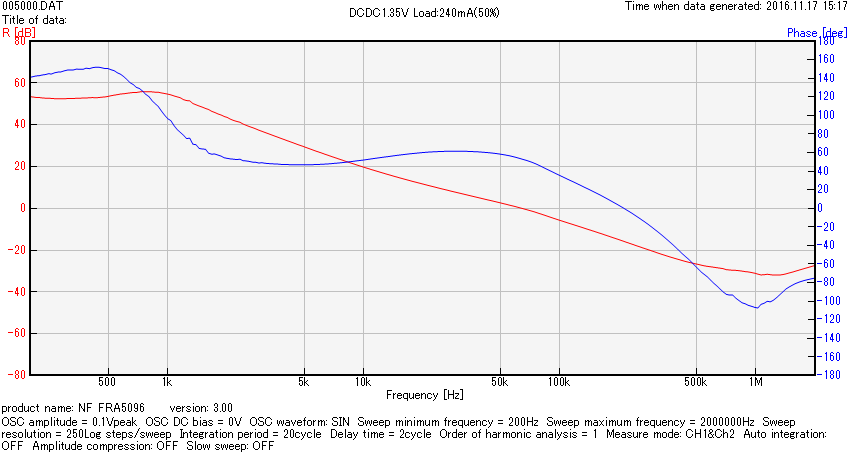 005000.DAT
DCDC1.35V Load:240mA(50%)
Time when data generated: 2016.11.17 15:17
Title of data:
R [dB]
Phase [deg]
80
60
40
20
0
-20
-40
-60
-80
180
160
140
120
100
80
60
40
20
0
-20
-40
-60
-80
-100
-120
-140
-160
-180
500 1k 5k 10k 50k 100k 500k 1M
Frequency [Hz]
product name: NF FRA5096 version: 3.00
OSC amplitude = 0.1Vpeak OSC DC bias = 0V OSC waveform: SIN Sweep minimum frequency = 200Hz Sweep maximum frequency = 2000000Hz Sweep
resolution = 250Log steps/sweep Integration period = 20cycle Delay time = 2cycle Order of harmonic analysis = 1 Measure mode: CH1&Ch2 Auto integration:
OFF Amplitude compression: OFF Slow sweep: OFF